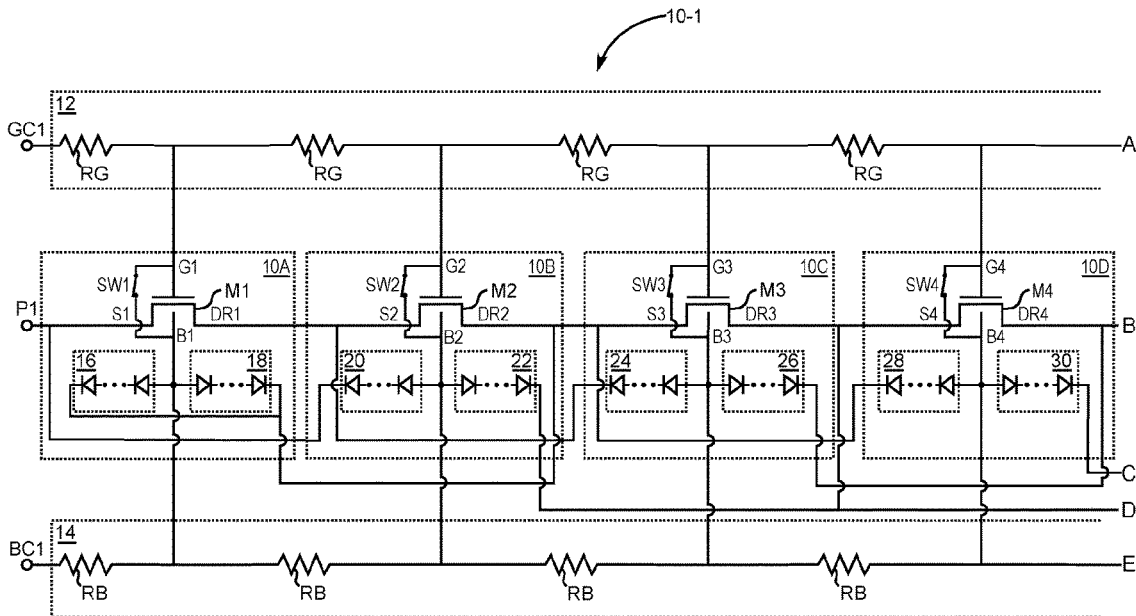 10-1
12
GC1
RG
RG
RG
RG
A
10A
10B
10C
10D
G1
G2
G3
G4
SW1
SW2
SW3
SW4
M1
M2
M3
M4
P1
S1
DR1
S2
DR2
S3
DR3
S4
DR4
B
B1
B2
B3
B4
16
18
20
22
24
26
28
30
C
D
14
BC1
RB
RB
RB
RB
E